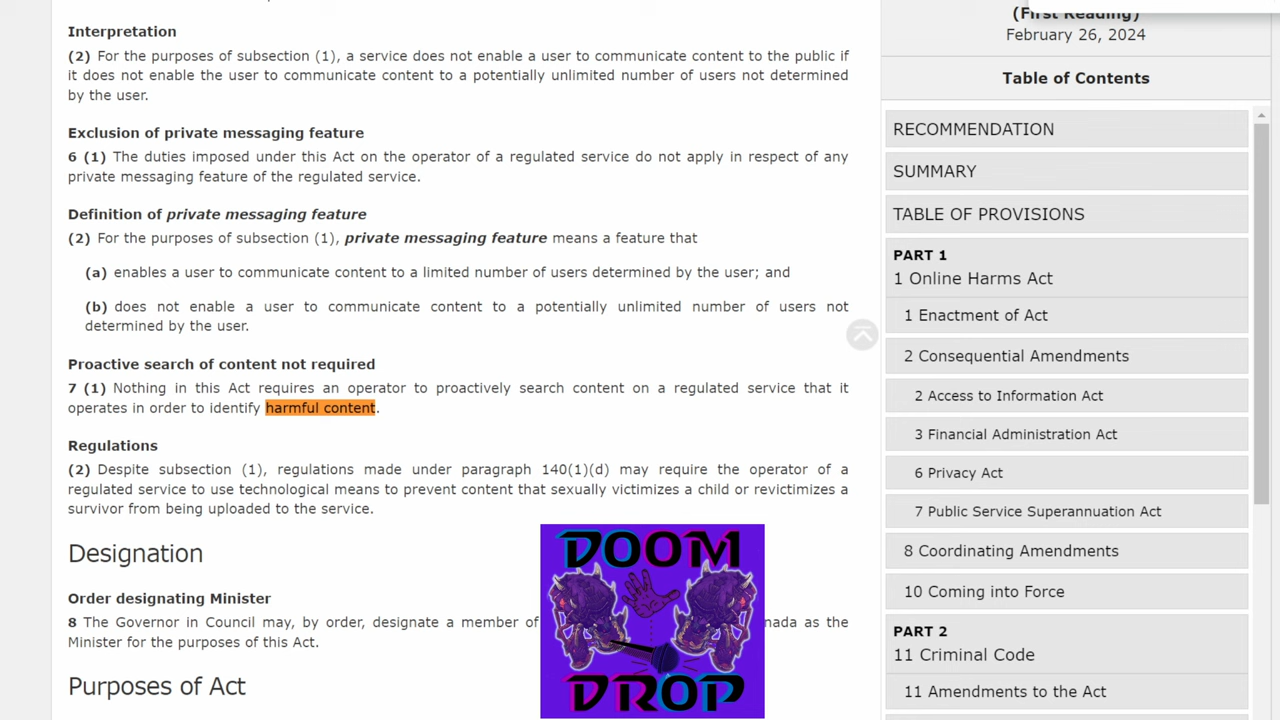 Interpretation
(2) For the purposes of subsection (1), a service does not enable a user to communicate content to the public if
it does not enable the user to communicate content to a potentially unlimited number of users not determined
by the user.
Exclusion of private messaging feature
6 (1) The duties imposed under this Act on the operator of a regulated service do not apply in respect of any
private messaging feature of the regulated service.
Definition of private messaging feature
(2) For the purposes of subsection (1), private messaging feature means a feature that
(a) enables a user to communicate content to a limited number of users determined by the user; and
(b) does not enable a user to communicate content to a potentially unlimited number of users not
determined by the user.
Proactive search of content not required
7 (1) Nothing in this Act requires an operator to proactively search content on a regulated service that it
operates in order to identify harmful content.
Regulations
(2) Despite subsection (1), regulations made under paragraph 140(1)(d) may require the operator of a
regulated service to use technological means to prevent content that sexually victimizes a child or revictimizes a
survivor from being uploaded to the service.
Designation
Order designating Minister
8 The Governor in Council may, by order, designate a member of nada as the
Minister for the purposes of this Act.
Purposes of Act
DOOM
DROP
(First Reading)
February 26, 2024
Table of Contents
RECOMMENDATION
SUMMARY
TABLE OF PROVISIONS
PART 1
1 Online Harms Act
1 Enactment of Act
2 Consequential Amendments
2 Access to Information Act
3 Financial Administration Act
6 Privacy Act
7 Public Service Superannuation Act
8 Coordinating Amendments
10 Coming into Force
PART 2
11 Criminal Code
11 Amendments to the Act